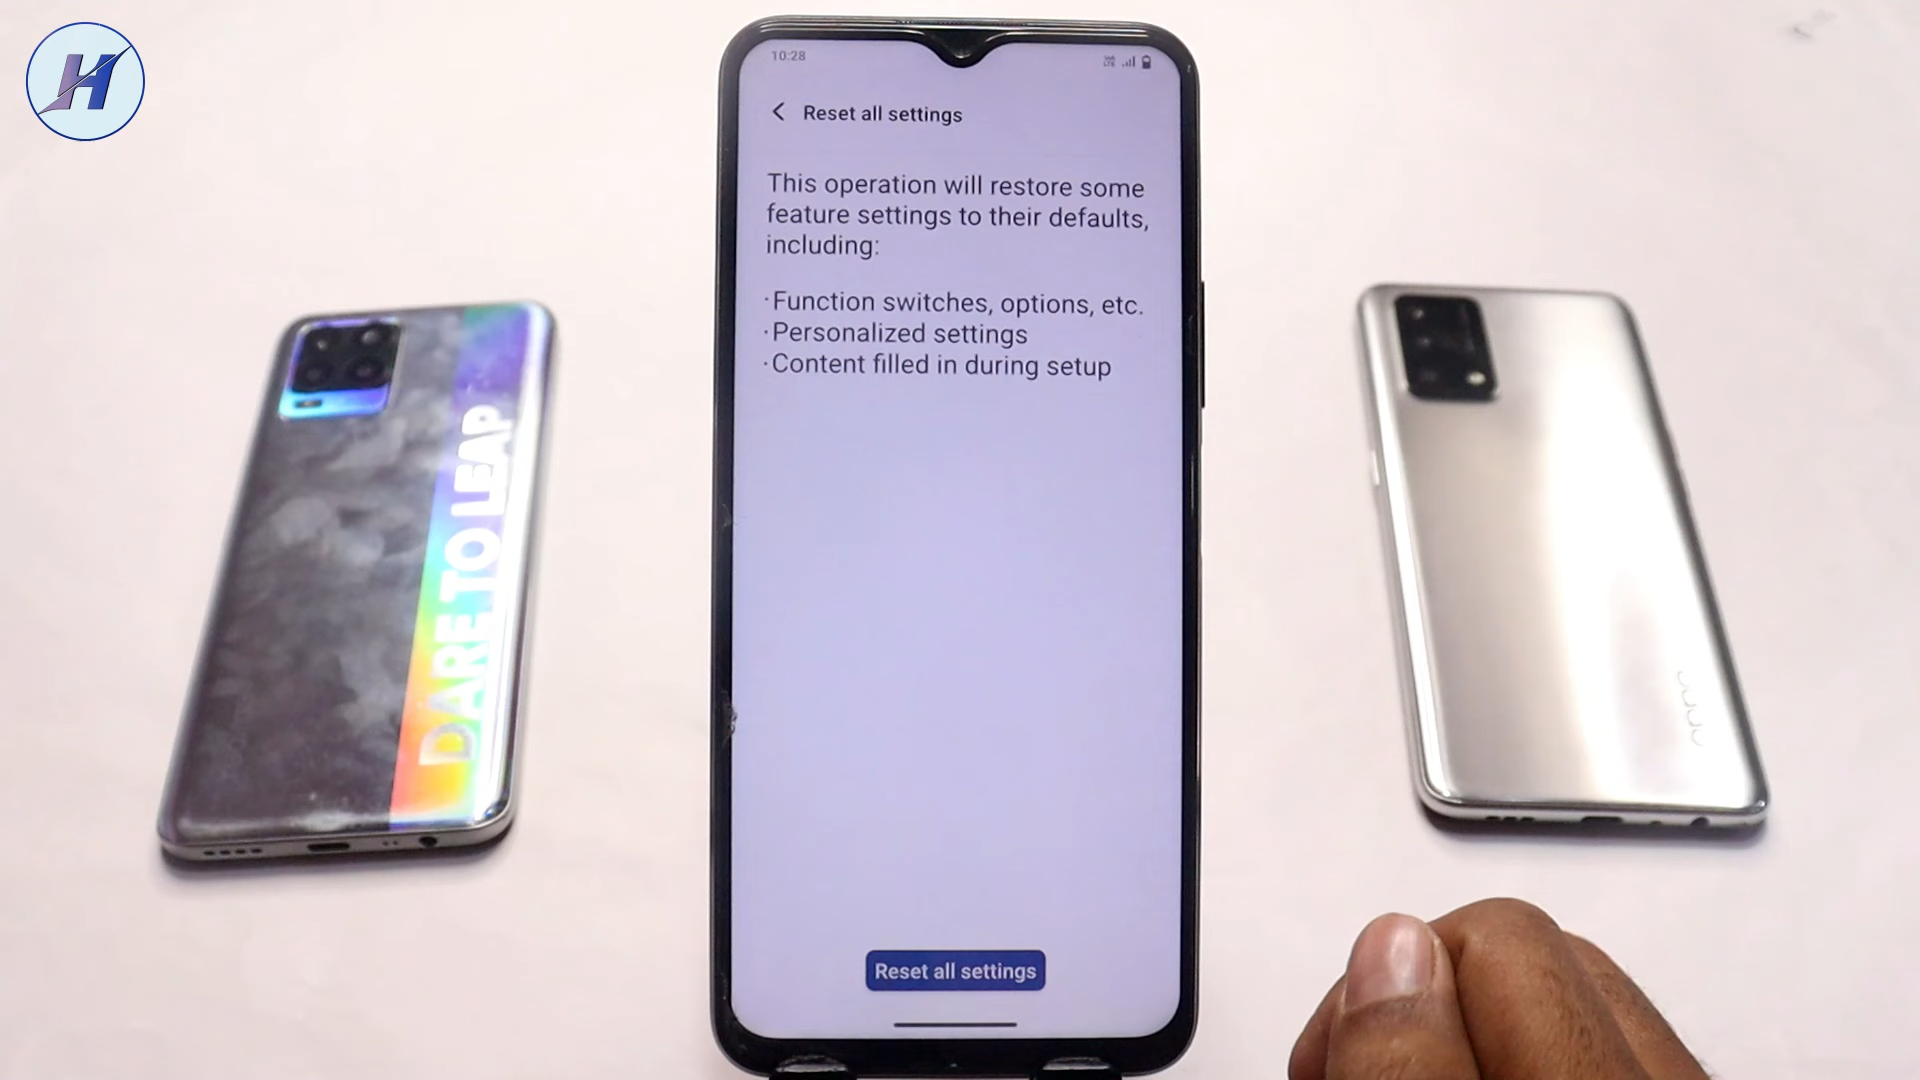 H
10:28
Reset all settings
This operation will restore some
feature settings to their defaults,
including:
·Function switches, options, etc.
·Personalized settings
·Content filled in during setup
Reset all settings
DARE TO LEAP
oppo